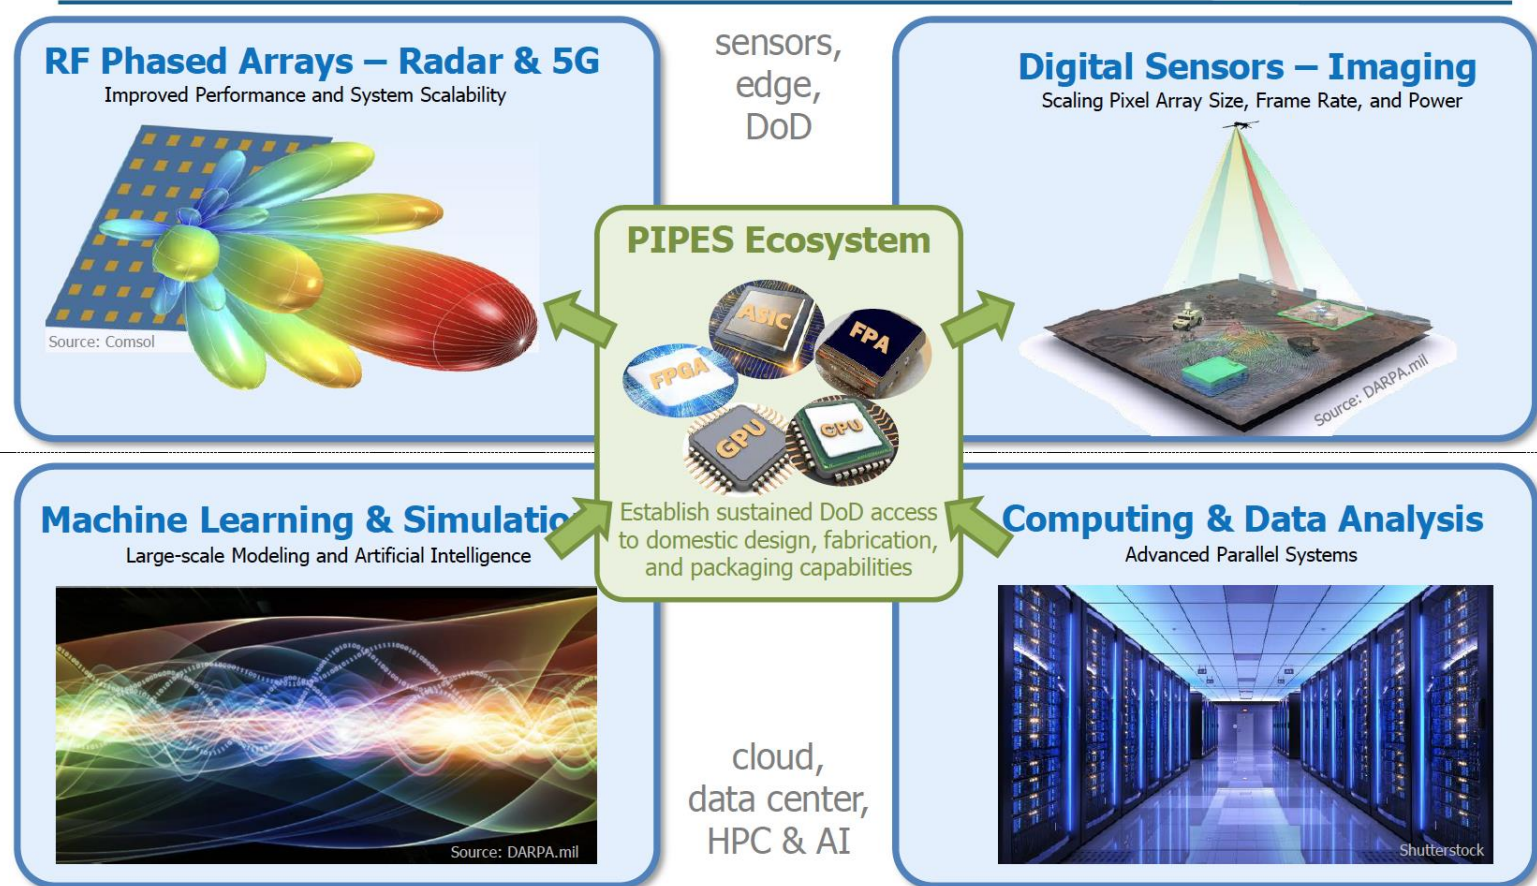 RF Phased Arrays – Radar & 5G
Improved Performance and System Scalability
Source: Comsol
sensors,
edge,
DoD
Digital Sensors – Imaging
Scaling Pixel Array Size, Frame Rate, and Power
Source: DARPA.mil
PIPES Ecosystem
ASIC
FPA
FPGA
GPU
CPU
Establish sustained DoD access
to domestic design, fabrication,
and packaging capabilities
Machine Learning & Simulatio
Large-scale Modeling and Artificial Intelligence
Source: DARPA.mil
cloud,
data center,
HPC & AI
Computing & Data Analysis
Advanced Parallel Systems
Shutterstock